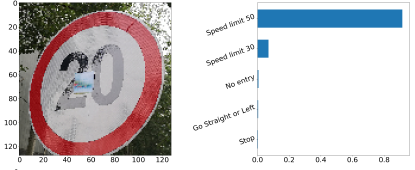 0
20
40
60
80
100
120
0 20 40 60 80 100 120
20
Speed limit 50
Speed limit 30
No entry
Go Straight or Left
Stop
0.0 0.2 0.4 0.6 0.8